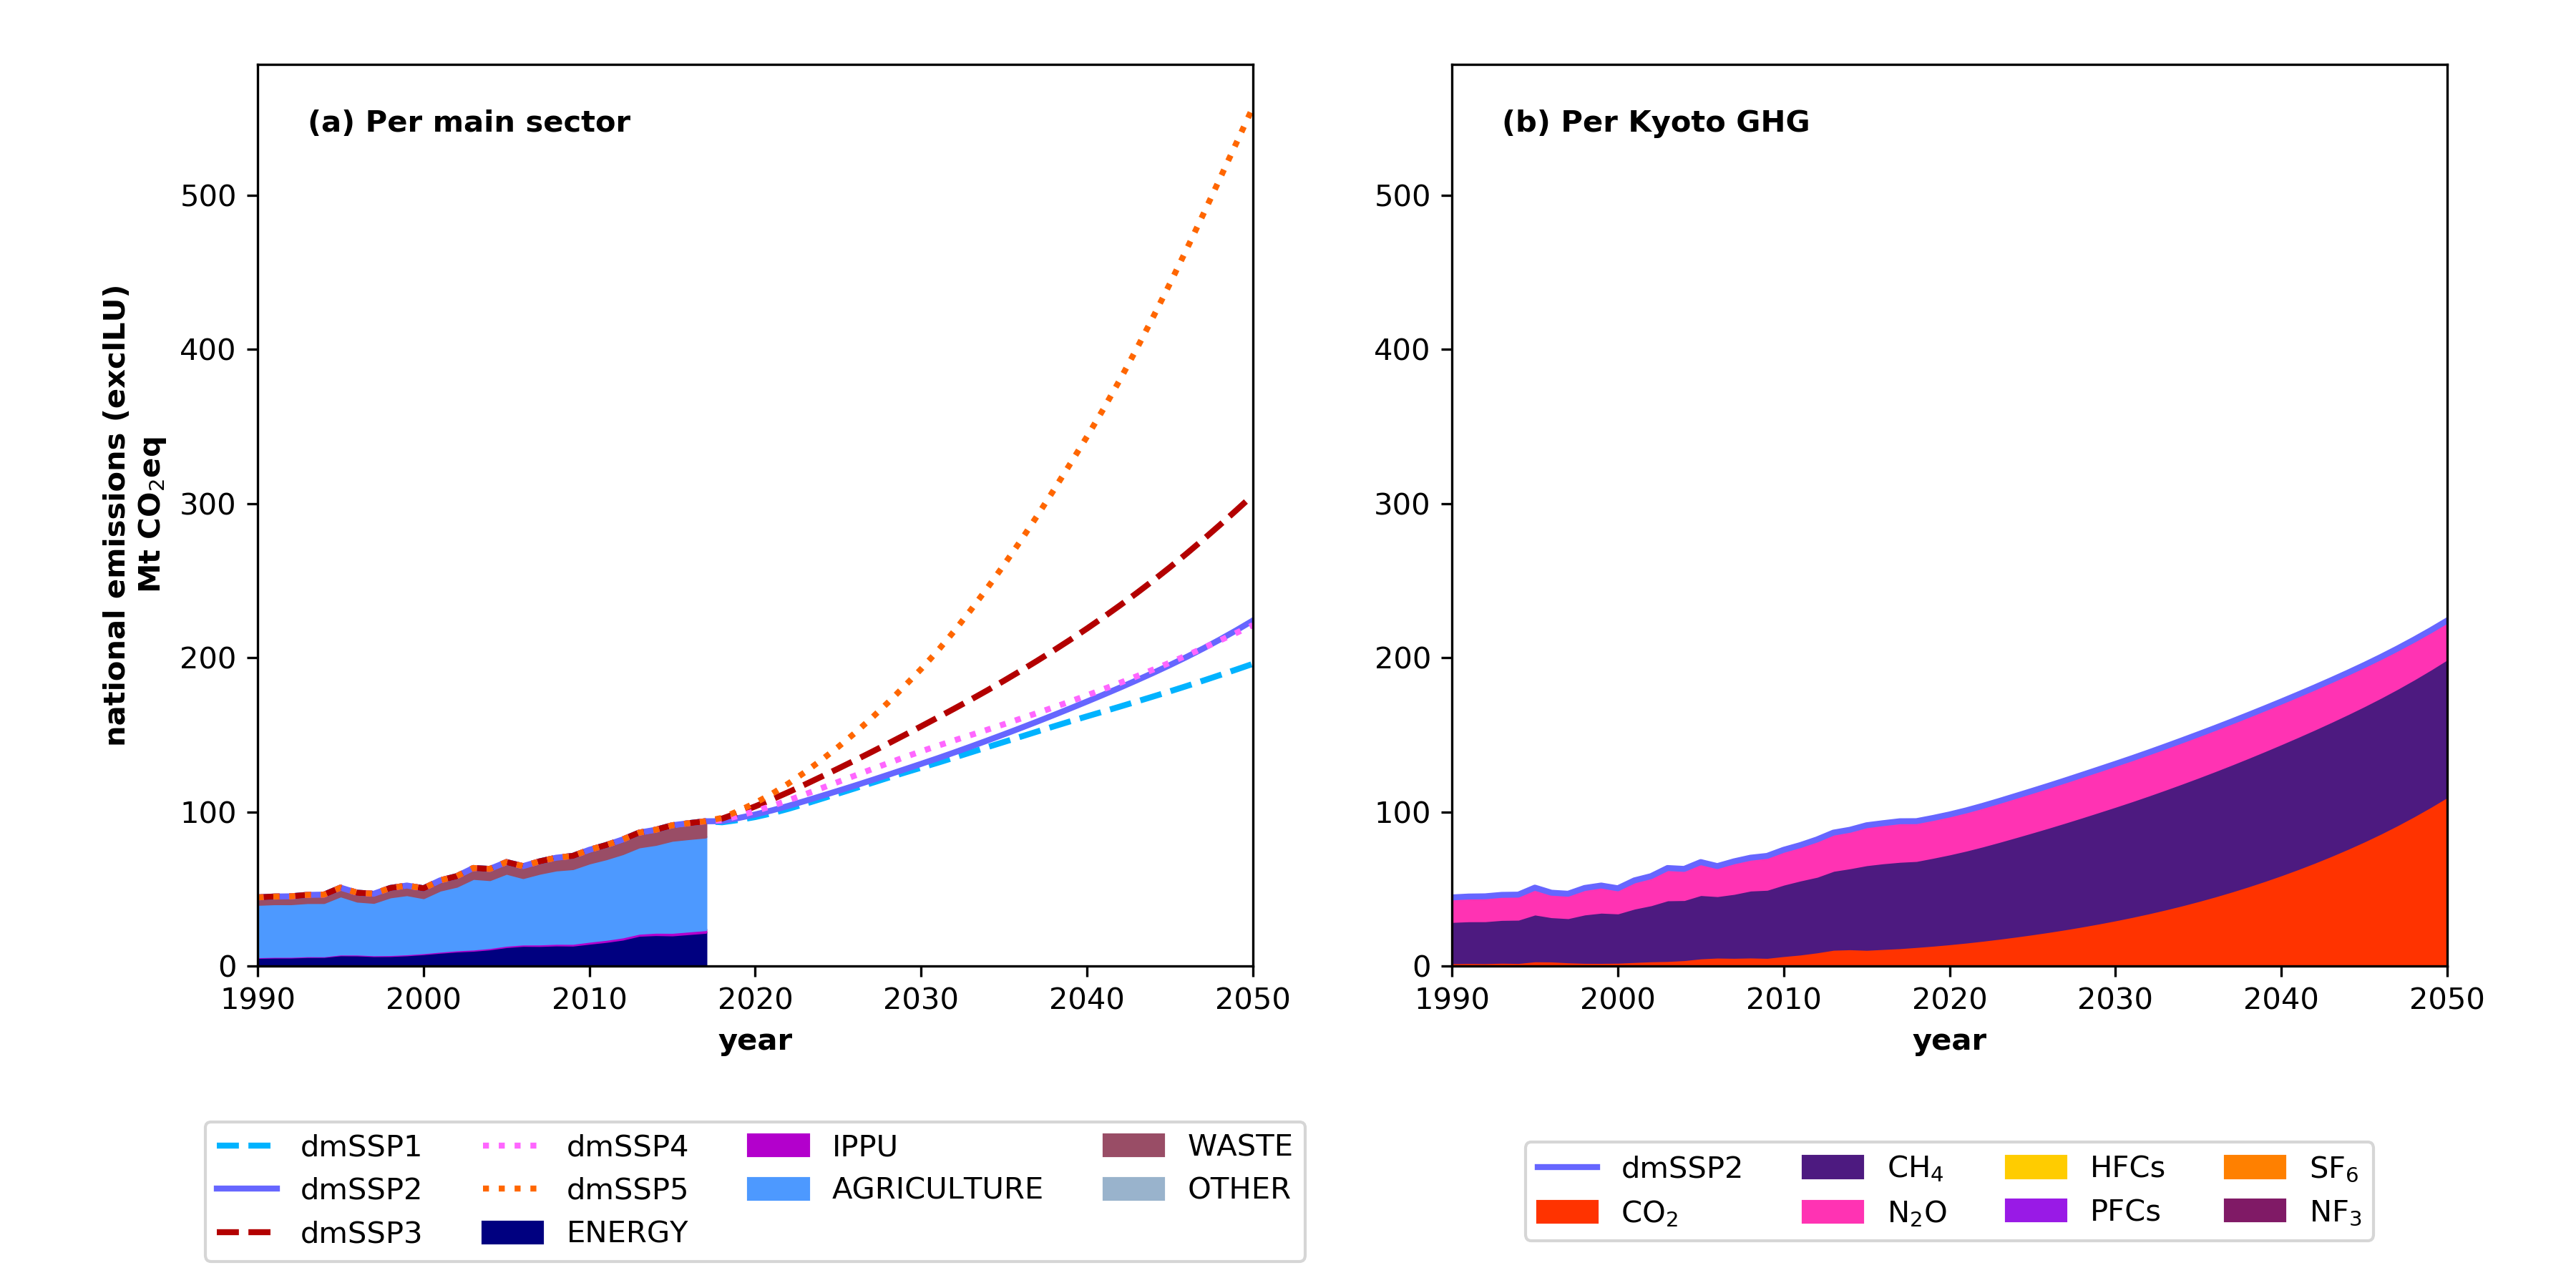 (a) Per main sector
500
400
300
200
100
0
national emissions (exclLU)
Mt CO₂eq
1990 2000 2010 2020 2030 2040 2050
year
dmSSP1 dmSSP4 IPPU WASTE
dmSSP2 dmSSP5 AGRICULTURE OTHER
dmSSP3 ENERGY
(b) Per Kyoto GHG
500
400
300
200
100
0
1990 2000 2010 2020 2030 2040 2050
year
dmSSP2 CH₄ HFCs SF₆
CO₂ N₂O PFCs NF₃